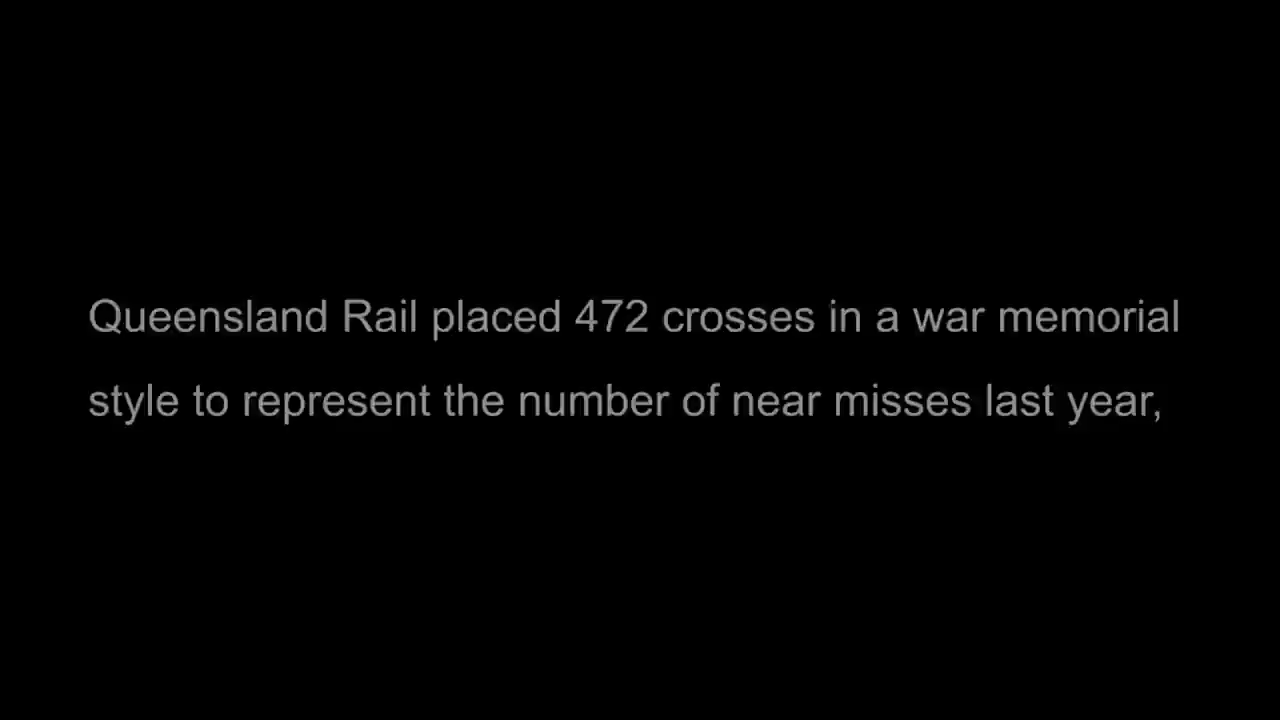 Queensland Rail placed 472 crosses in a war memorial
style to represent the number of near misses last year,